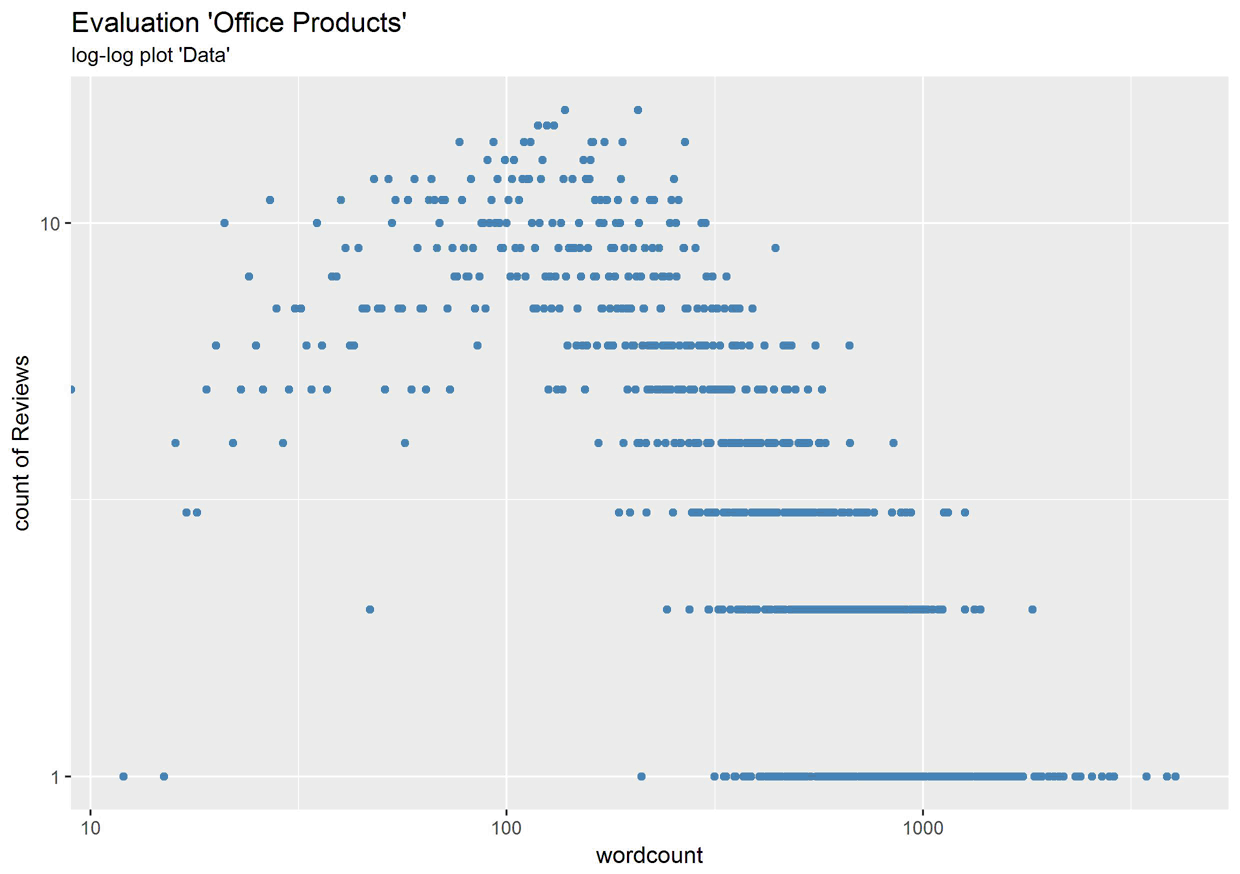 Evaluation 'Office Products'
log-log plot 'Data'
count of Reviews
10
1
10
100
1000
wordcount